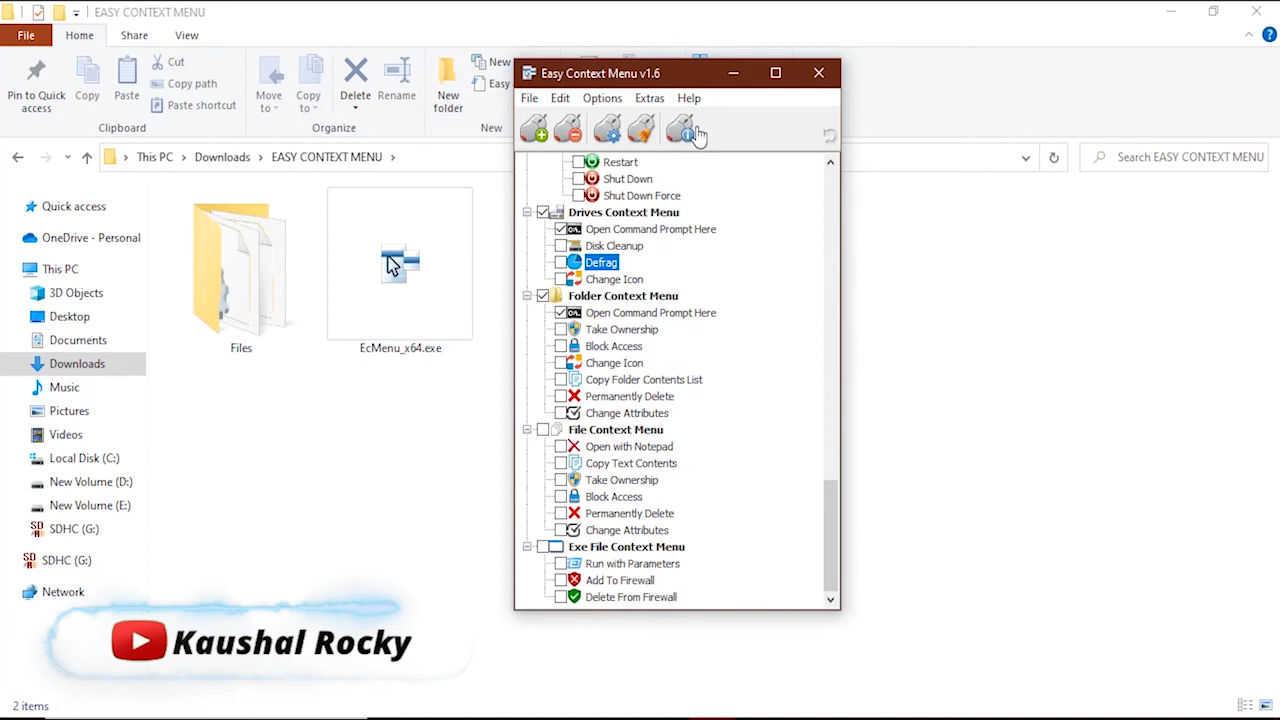 EASY CONTEXT MENU
File
Home
Share
View
Pin to Quick
access
Copy
Paste
Cut
Copy path
Paste shortcut
Clipboard
Move
to
Copy
to
Delete
Rename
Organize
New
folder
New
Easy
New
This PC
Downloads
EASY CONTEXT MENU
Search EASY CONTEXT MENU
Quick access
OneDrive - Personal
This PC
3D Objects
Desktop
Documents
Downloads
Music
Pictures
Videos
Local Disk (C:)
New Volume (D:)
New Volume (E:)
SDHC (G:)
SDHC (G:)
Network
Files
EcMenu_x64.exe
Easy Context Menu v1.6
File
Edit
Options
Extras
Help
Restart
Shut Down
Shut Down Force
Drives Context Menu
Open Command Prompt Here
Disk Cleanup
Defrag
Change Icon
Folder Context Menu
Open Command Prompt Here
Take Ownership
Block Access
Change Icon
Copy Folder Contents List
Permanently Delete
Change Attributes
File Context Menu
Open with Notepad
Copy Text Contents
Take Ownership
Block Access
Permanently Delete
Change Attributes
Exe File Context Menu
Run with Parameters
Add To Firewall
Delete From Firewall
Kaushal Rocky
2 items